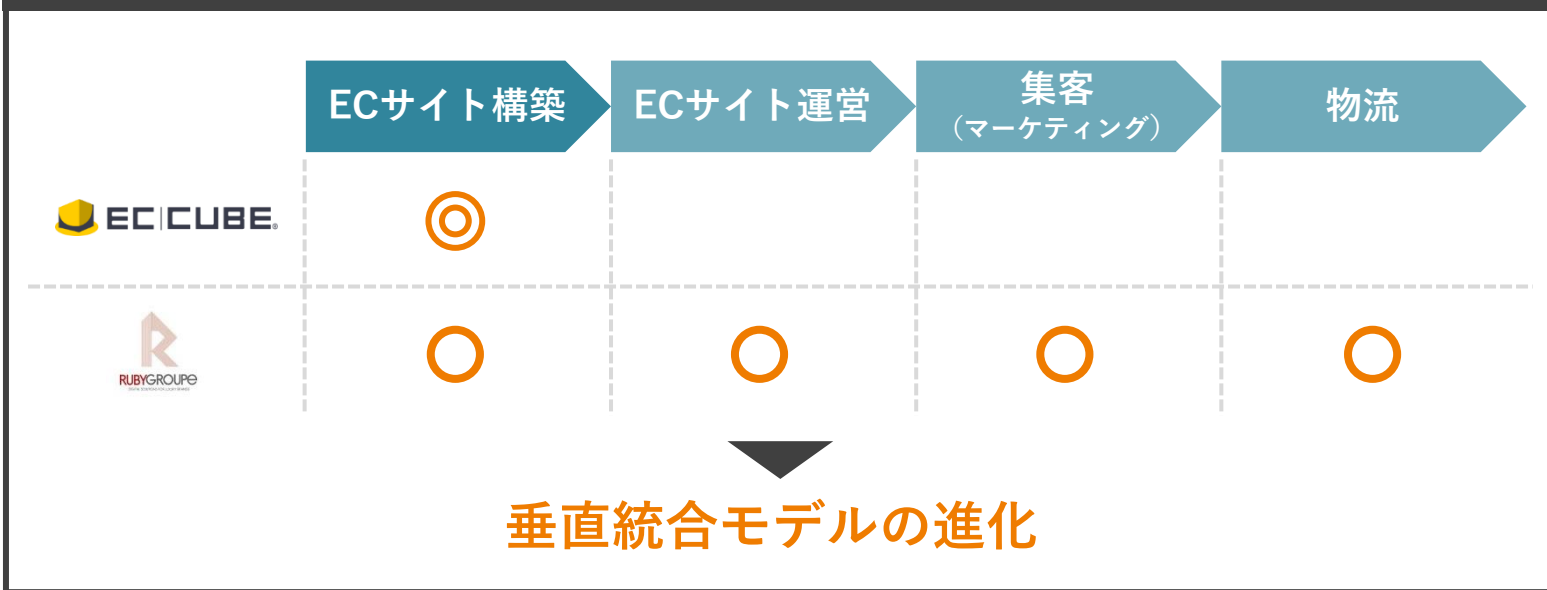 ECサイト構築
ECサイト運営
集客
（マーケティング）
物流
EC CUBE®
◎
R
RUBYGROUPe
○ ○ ○ ○
垂直統合モデルの進化